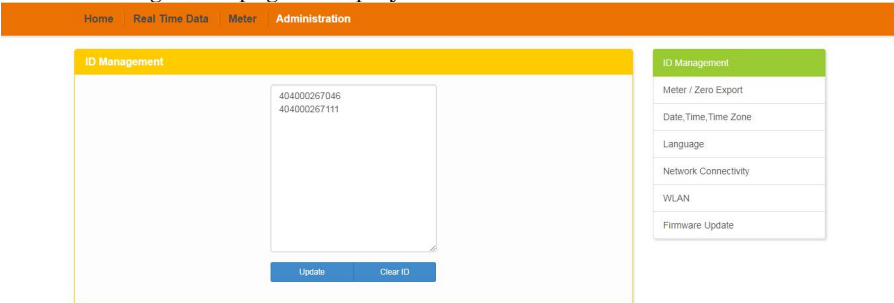 Home Real Time Data Meter Administration
ID Management
404000267046
404000267111
Update Clear ID
ID Management
Meter / Zero Export
Date,Time,Time Zone
Language
Network Connectivity
WLAN
Firmware Update